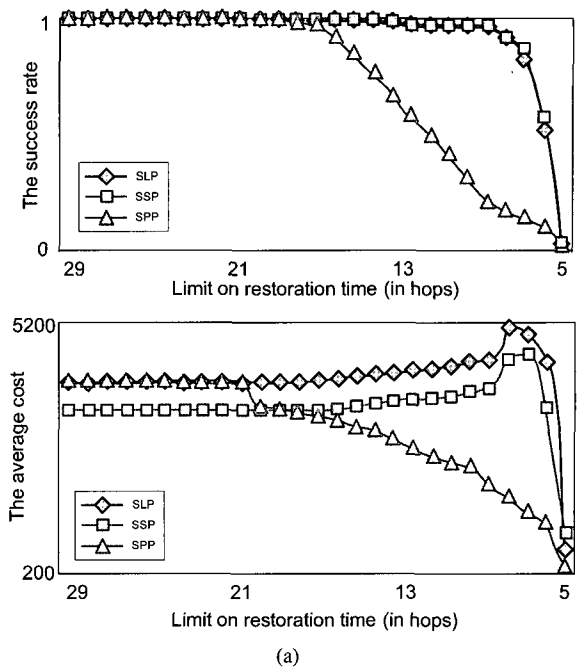 1
The success rate
SLP
SSP
SPP
0
29 21 13 5
Limit on restoration time (in hops)
5200
The average cost
SLP
SSP
SPP
200
29 21 13 5
Limit on restoration time (in hops)
(a)